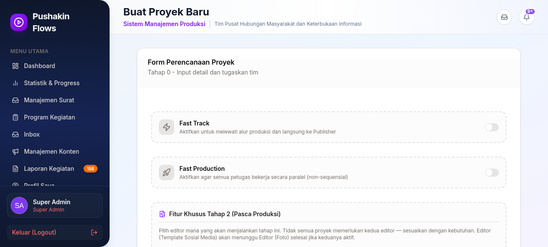 Pushakin
Flows
MENU UTAMA
Dashboard
Statistik & Progress
Manajemen Surat
Program Kegiatan
Inbox
Manajemen Konten
Laporan Kegiatan
156
Profil Saya
SA
Super Admin
Super Admin
Keluar (Logout)
Buat Proyek Baru
Sistem Manajemen Produksi
Tim Pusat Hubungan Masyarakat dan Keterbukaan Informasi
9+
Form Perencanaan Proyek
Tahap 0 - Input detail dan tugaskan tim
Fast Track
Aktifkan untuk melewati alur produksi dan langsung ke Publisher
Fast Production
Aktifkan agar semua petugas bekerja secara paralel (non-sequensial)
Fitur Khusus Tahap 2 (Pasca Produksi)
Pilih editor mana yang akan menjalankan tahap ini. Tidak semua proyek memerlukan kedua editor — sesuaikan dengan kebutuhan. Editor
(Template Sosial Media) akan menunggu Editor (Foto) selesai jika keduanya aktif.